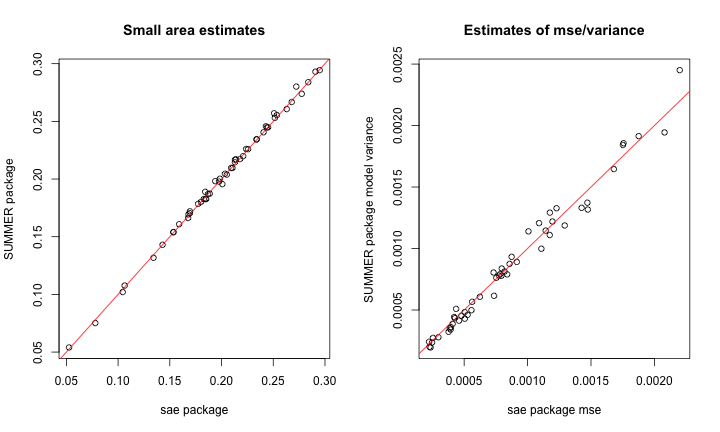 Small area estimates
SUMMER package
0.30
0.25
0.20
0.15
0.10
0.05
0.05 0.10 0.15 0.20 0.25 0.30
sae package
Estimates of mse/variance
SUMMER package model variance
0.0025
0.0020
0.0015
0.0010
0.0005
0.0005 0.0010 0.0015 0.0020
sae package mse